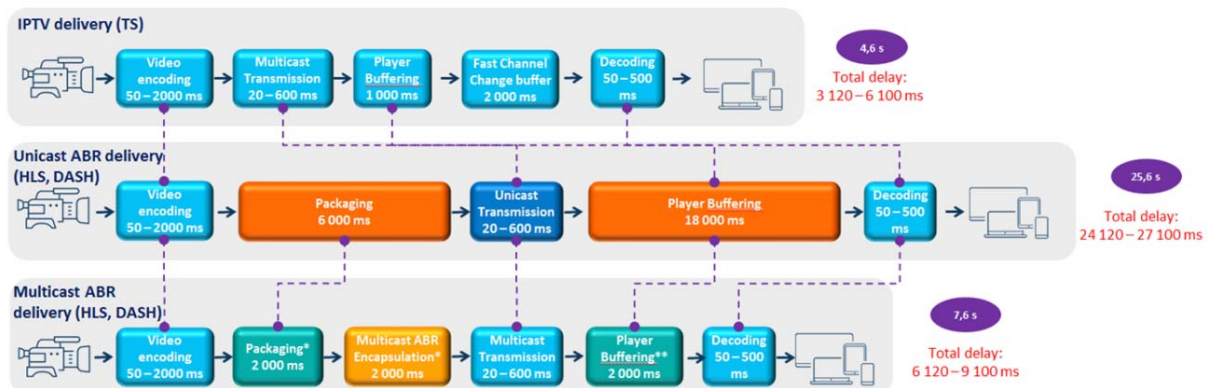 IPTV delivery (TS)
Video
encoding
50 – 2000 ms
Multicast
Transmission
20 – 600 ms
Player
Buffering
1 000 ms
Fast Channel
Change buffer
2 000 ms
Decoding
50 – 500
ms
4,6 s
Total delay:
3 120 – 6 100 ms
Unicast ABR delivery
(HLS, DASH)
Video
encoding
50 – 2000 ms
Packaging
6 000 ms
Unicast
Transmission
20 – 600 ms
Player Buffering
18 000 ms
Decoding
50 – 500
ms
25,6 s
Total delay:
24 120 – 27 100 ms
Multicast ABR
delivery (HLS, DASH)
Video
encoding
50 – 2000 ms
Packaging*
2 000 ms
Multicast ABR
Encapsulation*
2 000 ms
Multicast
Transmission
20 – 600 ms
Player
Buffering**
2 000 ms
Decoding
50 – 500
ms
7,6 s
Total delay:
6 120 – 9 100 ms